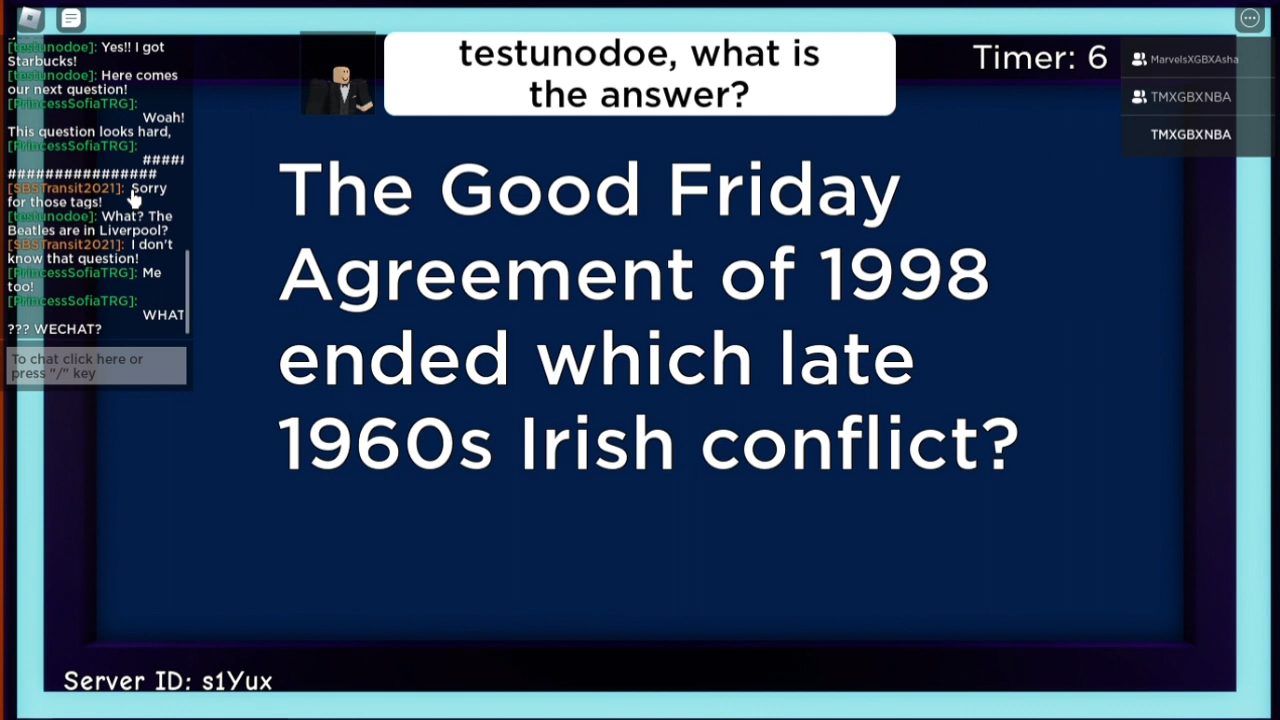 [testunodoe]: Yes!! I got
Starbucks!
[testunodoe]: Here comes
our next question!
[PrincessSofiaTRG]:
Woah!
This question looks hard,
[PrincessSofiaTRG]:
####
################
[SBSTransit2021]: Sorry
for those tags!
[testunodoe]: What? The
Beatles are in Liverpool?
[SBSTransit2021]: I don't
know that question!
[PrincessSofiaTRG]: Me
too!
[PrincessSofiaTRG]:
WHAT
??? WECHAT?
To chat click here or
press "/" key
testunodoe, what is
the answer?
Timer: 6
MarvelsXGBXAsha
TMXGBXNBA
TMXGBXNBA
The Good Friday
Agreement of 1998
ended which late
1960s Irish conflict?
Server ID: s1Yux